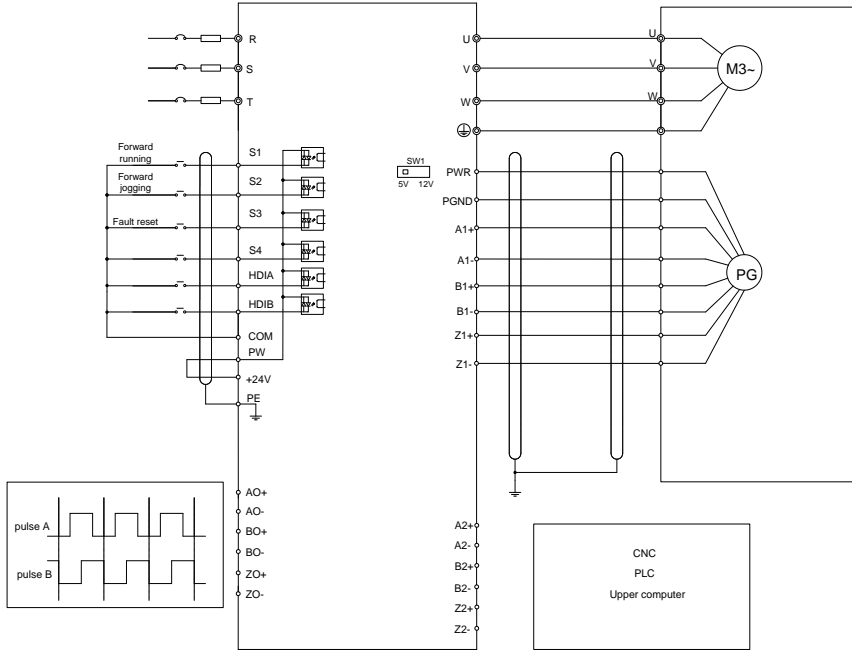 R
S
T
U
V
W
U
V
W
M3~
Forward
running
Forward
jogging
Fault reset
S1
S2
S3
S4
HDIA
HDIB
COM
PW
+24V
PE
SW1
5V 12V
PWR
PGND
A1+
A1-
B1+
B1-
Z1+
Z1-
PG
pulse A
pulse B
AO+
AO-
BO+
BO-
ZO+
ZO-
A2+
A2-
B2+
B2-
Z2+
Z2-
CNC
PLC
Upper computer